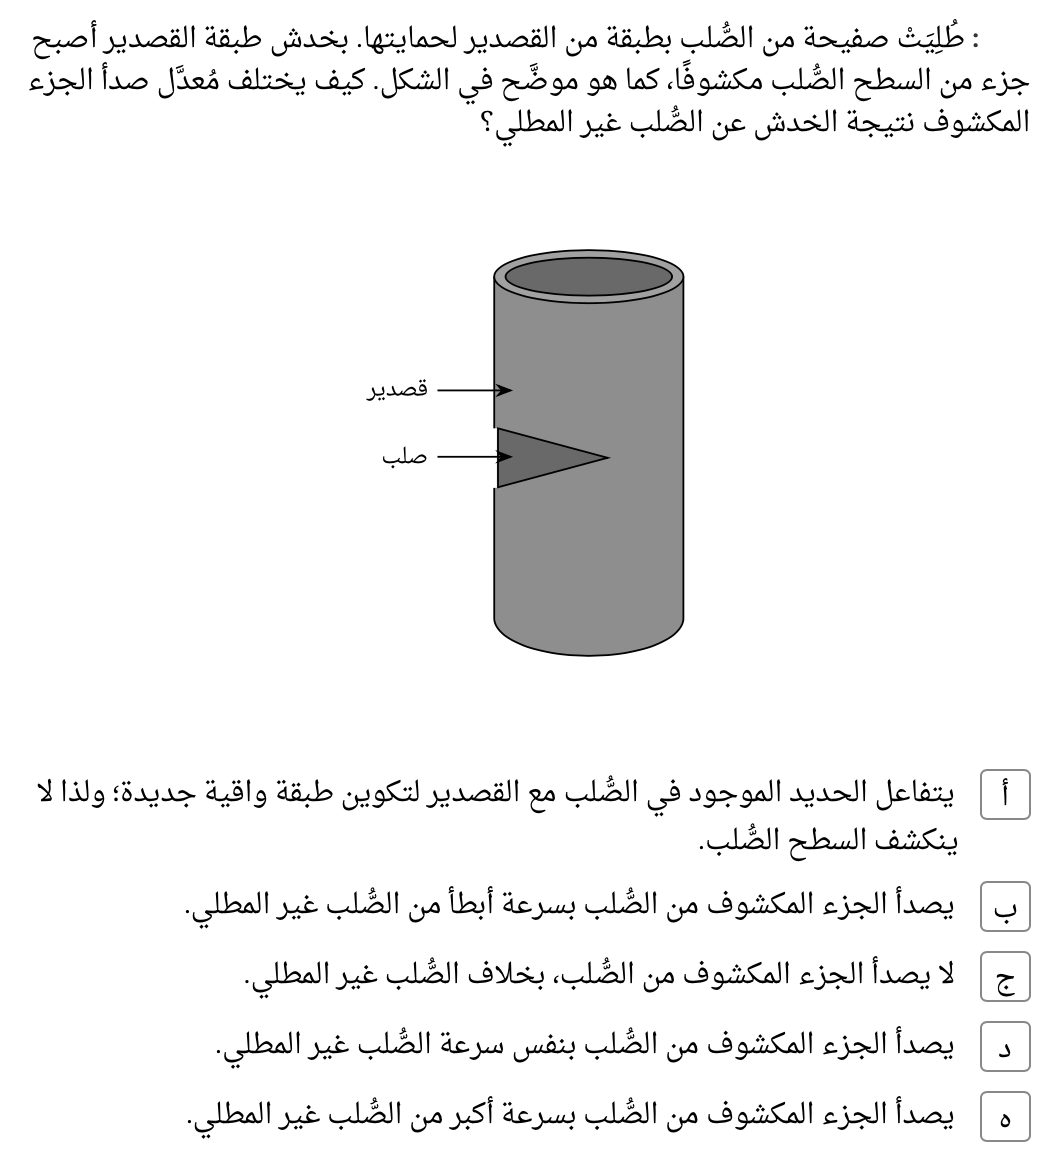 : طُلِيَتْ صفيحة من الصُّلب بطبقة من القصدير لحمايتها. بخدش طبقة القصدير أصبح
جزء من السطح الصُّلب مكشوفًا، كما هو موضَّح في الشكل. كيف يختلف مُعدَّل صدأ الجزء
المكشوف نتيجة الخدش عن الصُّلب غير المطلي؟
قصدير
صلب
أ يتفاعل الحديد الموجود في الصُّلب مع القصدير لتكوين طبقة واقية جديدة؛ ولذا لا
ينكشف السطح الصُّلب.
ب يصدأ الجزء المكشوف من الصُّلب بسرعة أبطأ من الصُّلب غير المطلي.
ج لا يصدأ الجزء المكشوف من الصُّلب، بخلاف الصُّلب غير المطلي.
د يصدأ الجزء المكشوف من الصُّلب بنفس سرعة الصُّلب غير المطلي.
ه يصدأ الجزء المكشوف من الصُّلب بسرعة أكبر من الصُّلب غير المطلي.